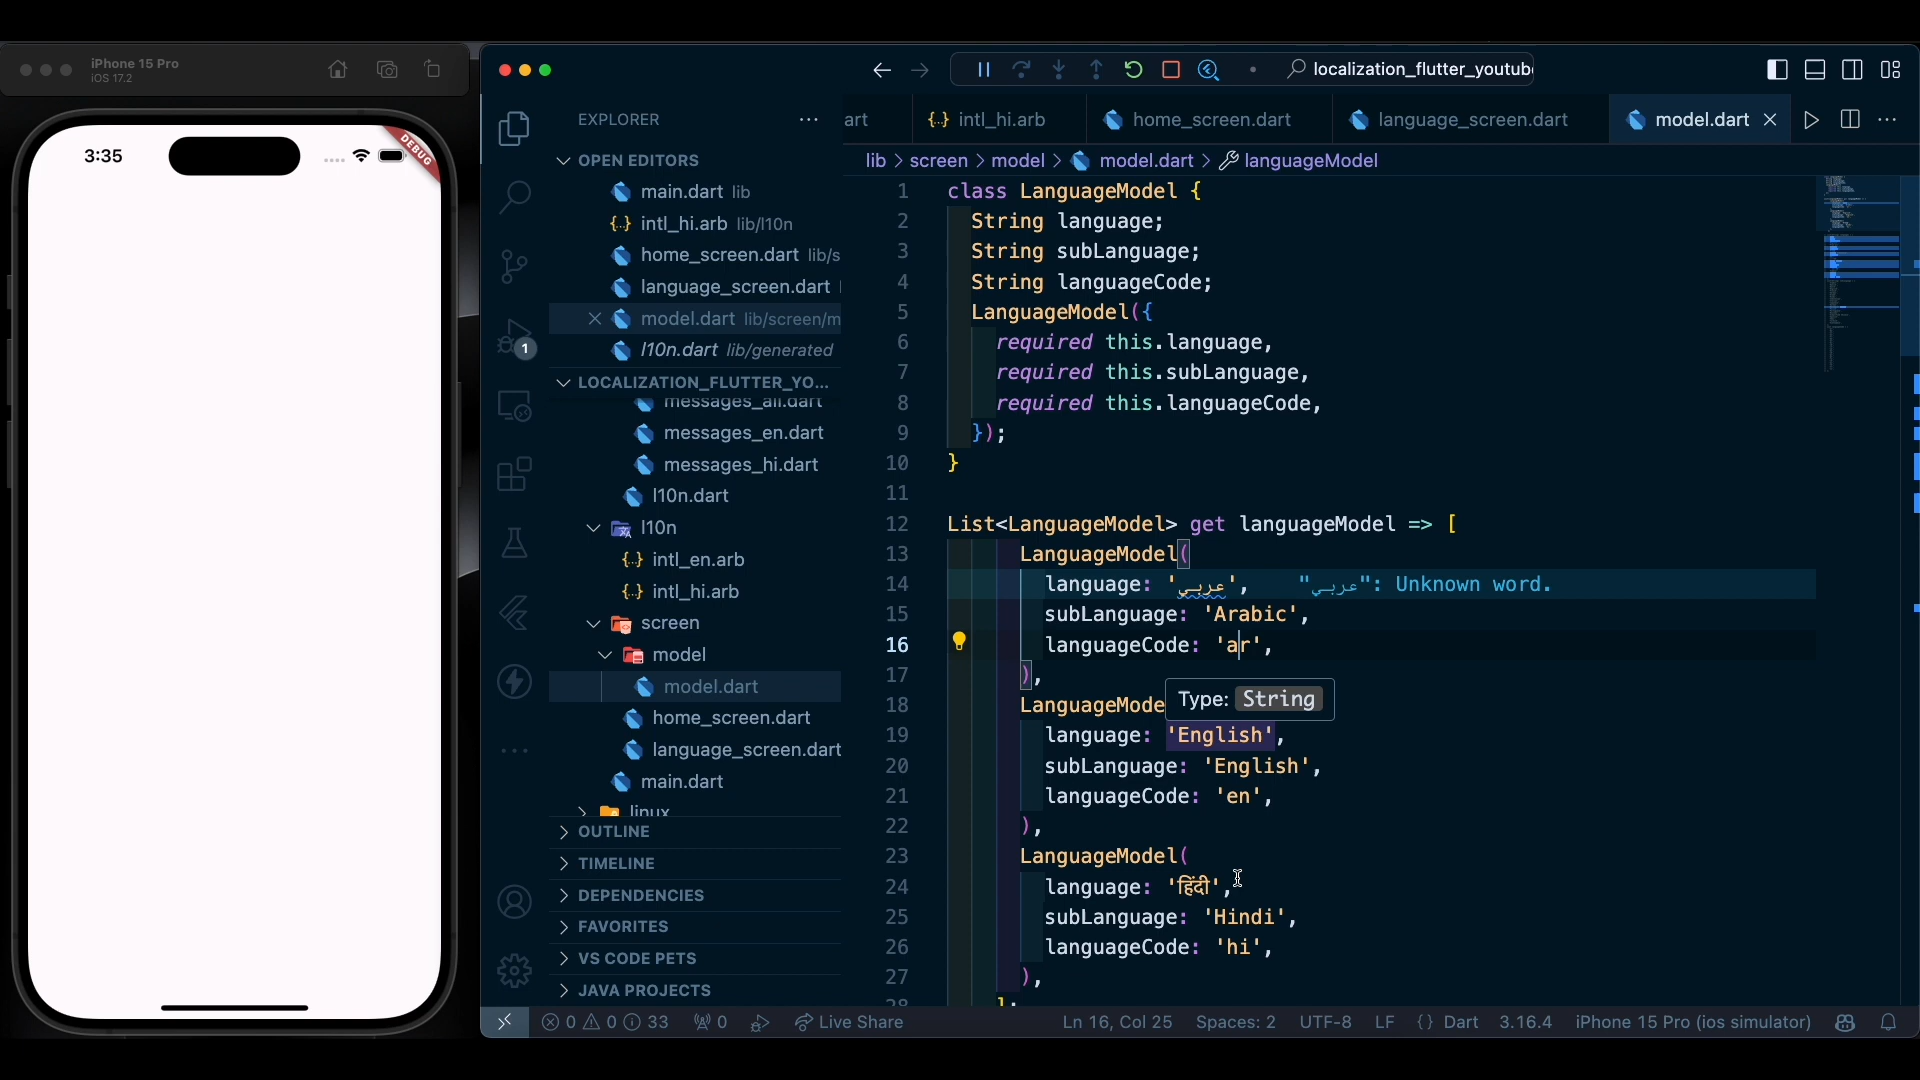 iPhone 15 Pro
iOS 17.2
3:35
DEBUG
localization_flutter_youtub
EXPLORER
OPEN EDITORS
main.dart lib
{..} intl_hi.arb lib/l10n
home_screen.dart lib/s
language_screen.dart
model.dart lib/screen/m
l10n.dart lib/generated
1
LOCALIZATION_FLUTTER_YO...
messages_all.dart
messages_en.dart
messages_hi.dart
l10n.dart
l10n
{..} intl_en.arb
{..} intl_hi.arb
screen
model
model.dart
home_screen.dart
language_screen.dart
main.dart
linux
OUTLINE
TIMELINE
DEPENDENCIES
FAVORITES
VS CODE PETS
JAVA PROJECTS
art {..} intl_hi.arb home_screen.dart language_screen.dart model.dart
lib > screen > model > model.dart > languageModel
1 class LanguageModel {
2 String language;
3 String subLanguage;
4 String languageCode;
5 LanguageModel({
6 required this.language,
7 required this.subLanguage,
8 required this.languageCode,
9 });
10 }
11
12 List<LanguageModel> get languageModel => [
13 LanguageModel(
14 language: 'عربي', "عربي": Unknown word.
15 subLanguage: 'Arabic',
16 languageCode: 'ar',
17 ),
18 LanguageMode
Type: String
19 language: 'English',
20 subLanguage: 'English',
21 languageCode: 'en',
22 ),
23 LanguageModel(
24 language: 'हिंदी',
25 subLanguage: 'Hindi',
26 languageCode: 'hi',
27 ),
28 ];
0 0 33 0 Live Share Ln 16, Col 25 Spaces: 2 UTF-8 LF {} Dart 3.16.4 iPhone 15 Pro (ios simulator)